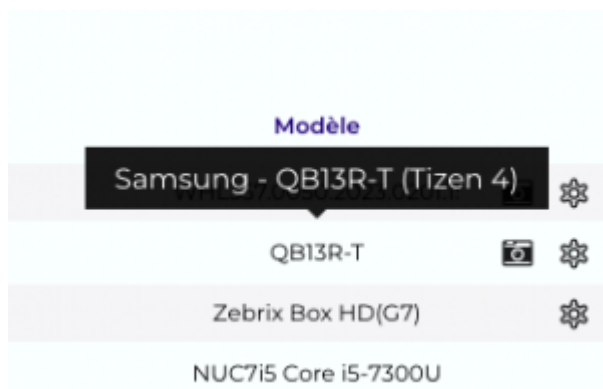 Modèle
Samsung - QB13R-T (Tizen 4)
QB13R-T
Zebrix Box HD(G7)
NUC7i5 Core i5-7300U